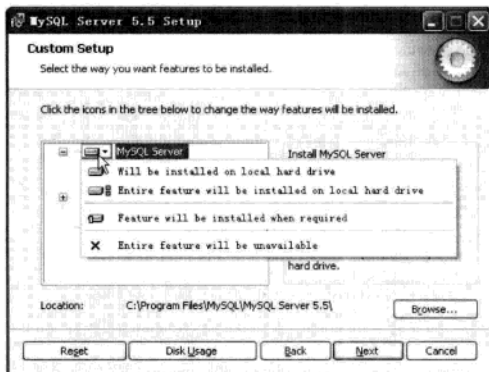 MySQL Server 5.5 Setup
Custom Setup
Select the way you want features to be installed.
Click the icons in the tree below to change the way features will be installed.
MySQL Server
Install MySQL Server
Will be installed on local hard drive
Entire feature will be installed on local hard drive
Feature will be installed when required
Entire feature will be unavailable
hard drive.
Location:
C:\Program Files\MySQL\MySQL Server 5.5\
Browse...
Reset
Disk Usage
Back
Next
Cancel